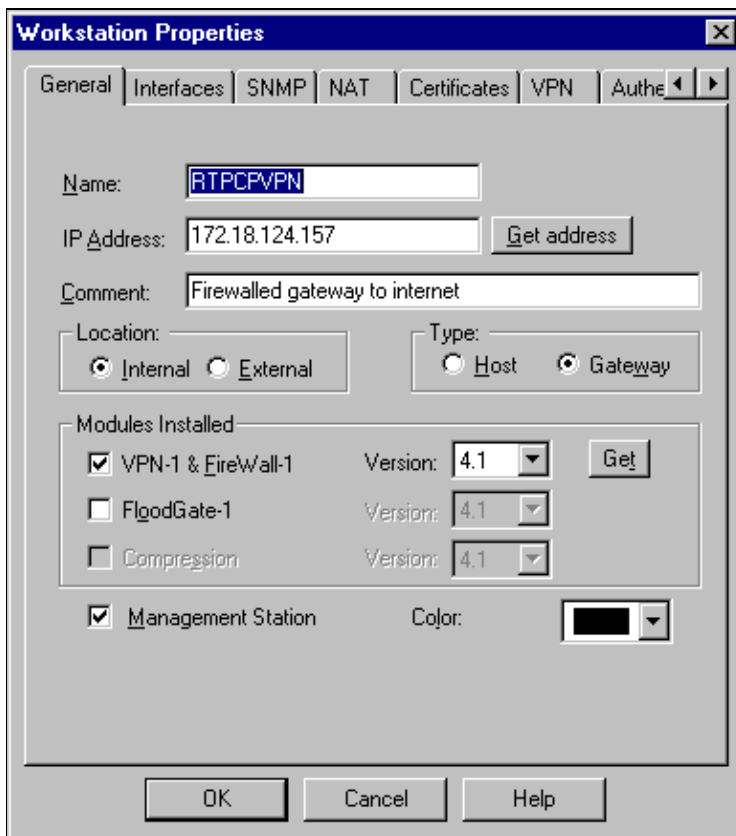 Workstation Properties
General Interfaces SNMP NAT Certificates VPN Authe
Name: RTPCPVPN
IP Address: 172.18.124.157 Get address
Comment: Firewalled gateway to internet
Location: Type:
Internal External Host Gateway
Modules Installed
VPN-1 & FireWall-1 Version: 4.1 Get
FloodGate-1 Version: 4.1
Compression Version: 4.1
Management Station Color:
OK Cancel Help